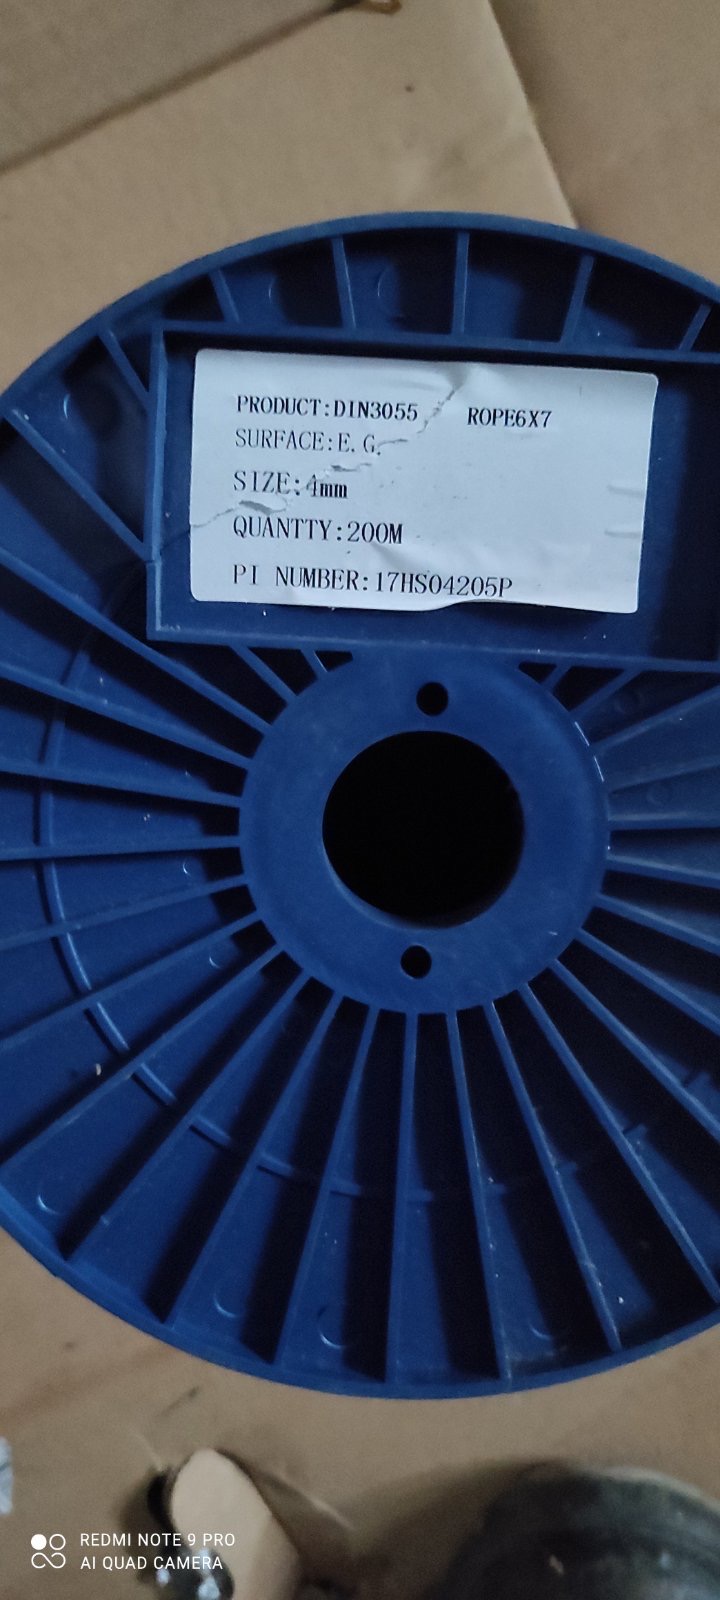 PRODUCT:DIN3055 ROPE6X7
SURFACE:E.G.
SIZE:4mm
QUANTTY:200M
PI NUMBER:17HS04205P
REDMI NOTE 9 PRO
AI QUAD CAMERA